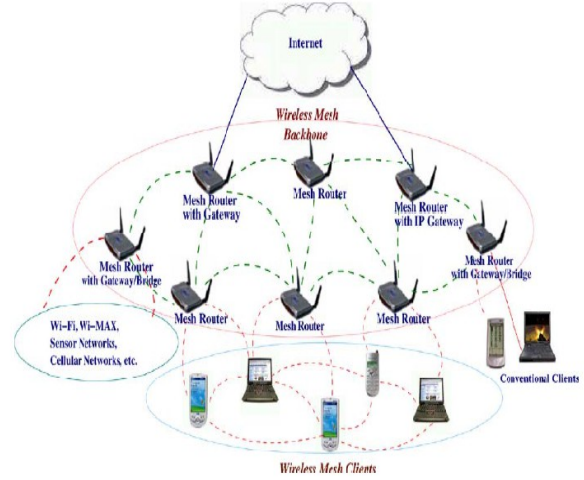 Internet
Wireless Mesh
Backbone
Mesh Router
with Gateway
Mesh Router
Mesh Router
with IP Gateway
Mesh Router
with Gateway/Bridge
Mesh Router
with Gateway/Bridge
Mesh Router
Mesh Router
Mesh Router
Wi-Fi, Wi-MAX,
Sensor Networks,
Cellular Networks, etc.
Conventional Clients
Wireless Mesh Clients